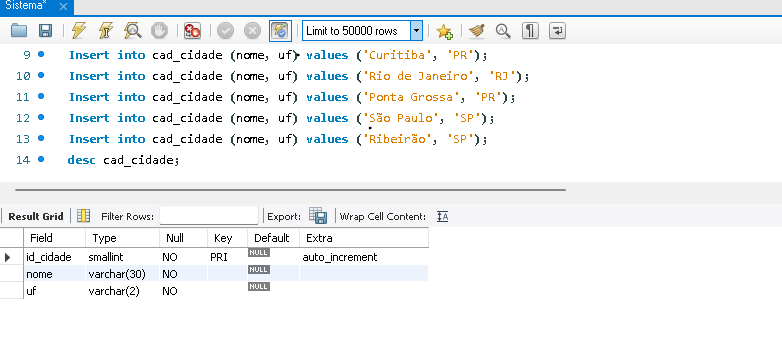 Sistema* x
Limit to 50000 rows
9 Insert into cad_cidade (nome, uf) values ('Curitiba', 'PR');
10 Insert into cad_cidade (nome, uf) values ('Rio de Janeiro', 'RJ');
11 Insert into cad_cidade (nome, uf) values ('Ponta Grossa', 'PR');
12 Insert into cad_cidade (nome, uf) values ('São Paulo', 'SP');
13 Insert into cad_cidade (nome, uf) values ('Ribeirão', 'SP');
14 desc cad_cidade;
Result Grid Filter Rows: Export: Wrap Cell Content: IA
Field Type Null Key Default Extra
id_cidade smallint NO PRI NULL auto_increment
nome varchar(30) NO NULL
uf varchar(2) NO NULL